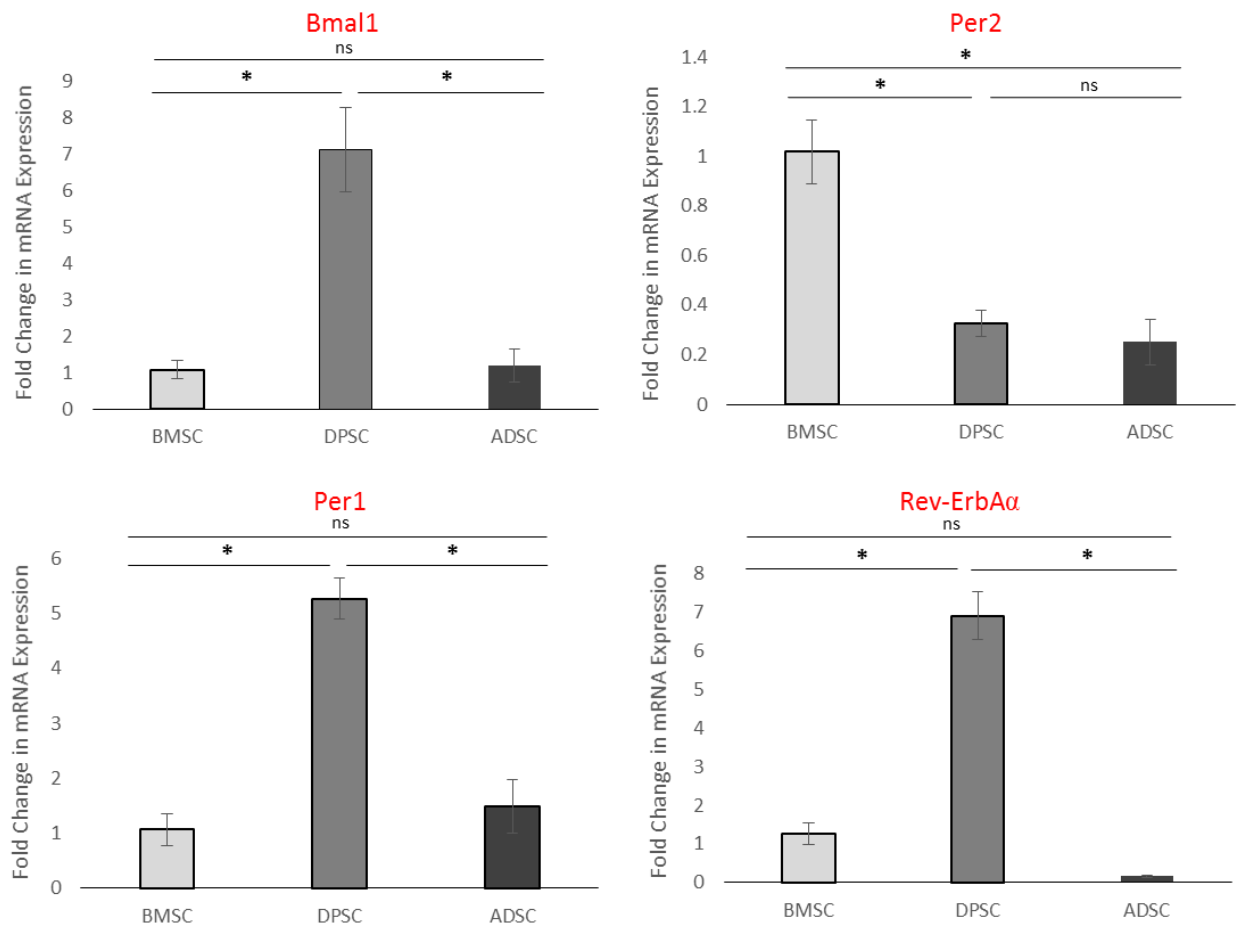 Bmal1
ns
*
*
Fold Change in mRNA Expression
9
8
7
6
5
4
3
2
1
0
BMSC
DPSC
ADSC
Per2
*
*
ns
Fold Change in mRNA Expression
1.4
1.2
1
0.8
0.6
0.4
0.2
0
BMSC
DPSC
ADSC
Per1
ns
*
*
Fold Change in mRNA Expression
6
5
4
3
2
1
0
BMSC
DPSC
ADSC
Rev-ErbAα
ns
*
*
Fold Change in mRNA Expression
8
7
6
5
4
3
2
1
0
BMSC
DPSC
ADSC